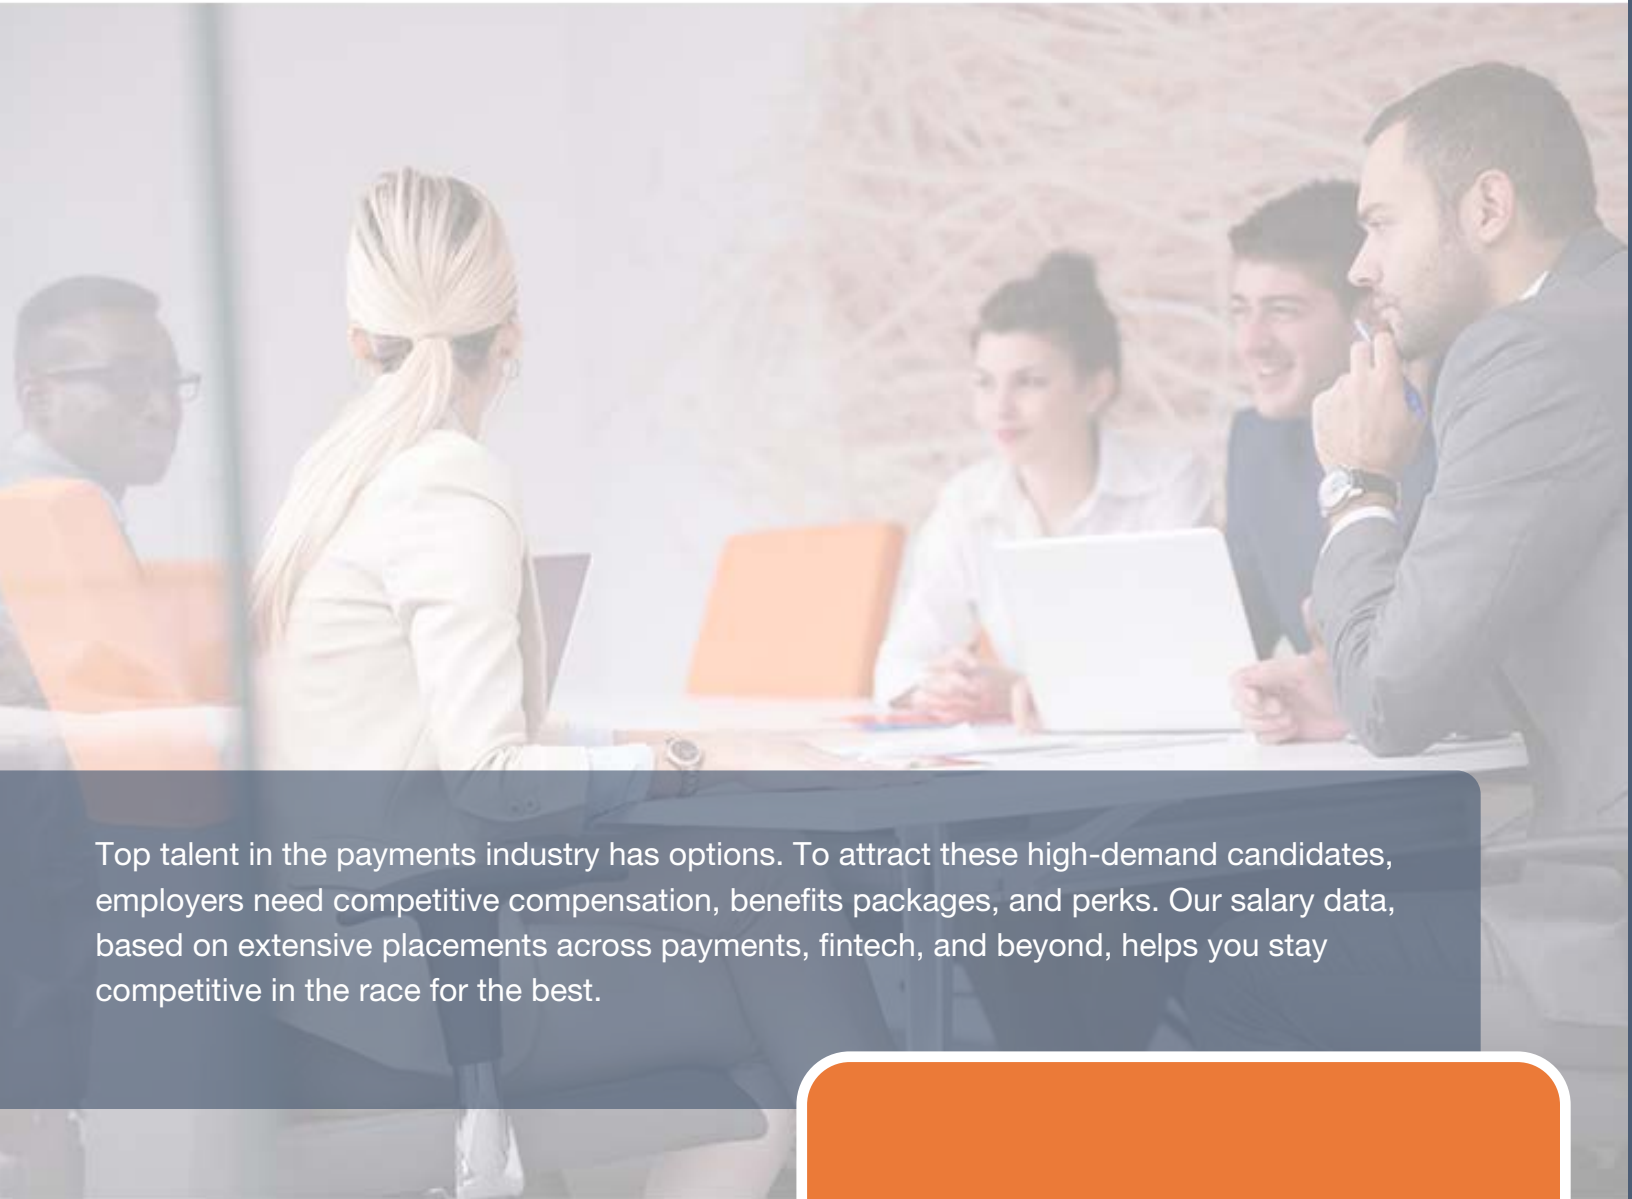 Top talent in the payments industry has options. To attract these high-demand candidates,
employers need competitive compensation, benefits packages, and perks. Our salary data,
based on extensive placements across payments, fintech, and beyond, helps you stay
competitive in the race for the best.